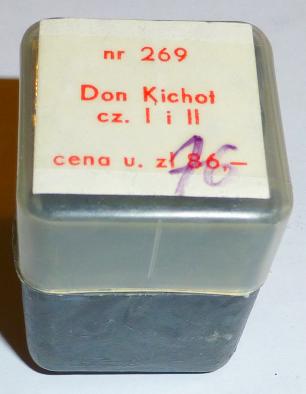 nr 269
Don Kichot
cz. I i II
cena u. zł 86,—
76